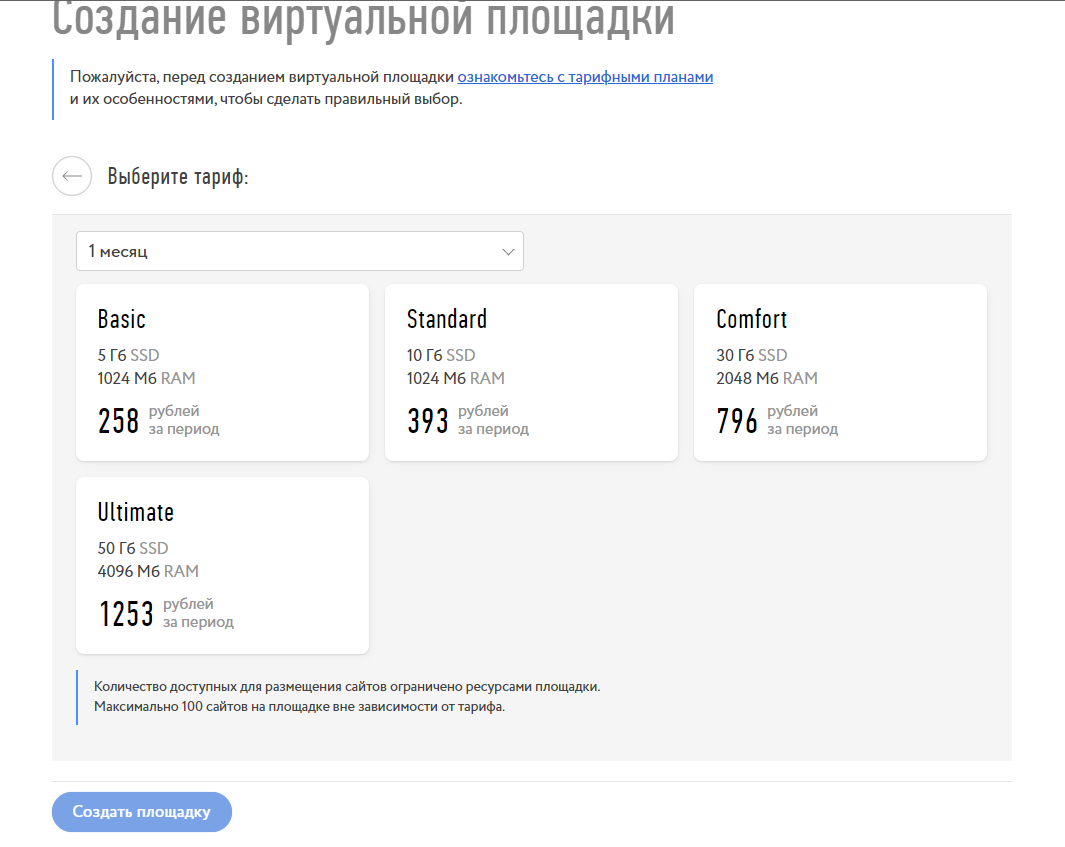 Создание виртуальной площадки
Пожалуйста, перед созданием виртуальной площадки ознакомьтесь с тарифными планами
и их особенностями, чтобы сделать правильный выбор.
Выберите тариф:
1 месяц
Basic
5 Гб SSD
1024 Мб RAM
258 рублей
за период
Standard
10 Гб SSD
1024 Мб RAM
393 рублей
за период
Comfort
30 Гб SSD
2048 Мб RAM
796 рублей
за период
Ultimate
50 Гб SSD
4096 Мб RAM
1253 рублей
за период
Количество доступных для размещения сайтов ограничено ресурсами площадки.
Максимально 100 сайтов на площадке вне зависимости от тарифа.
Создать площадку